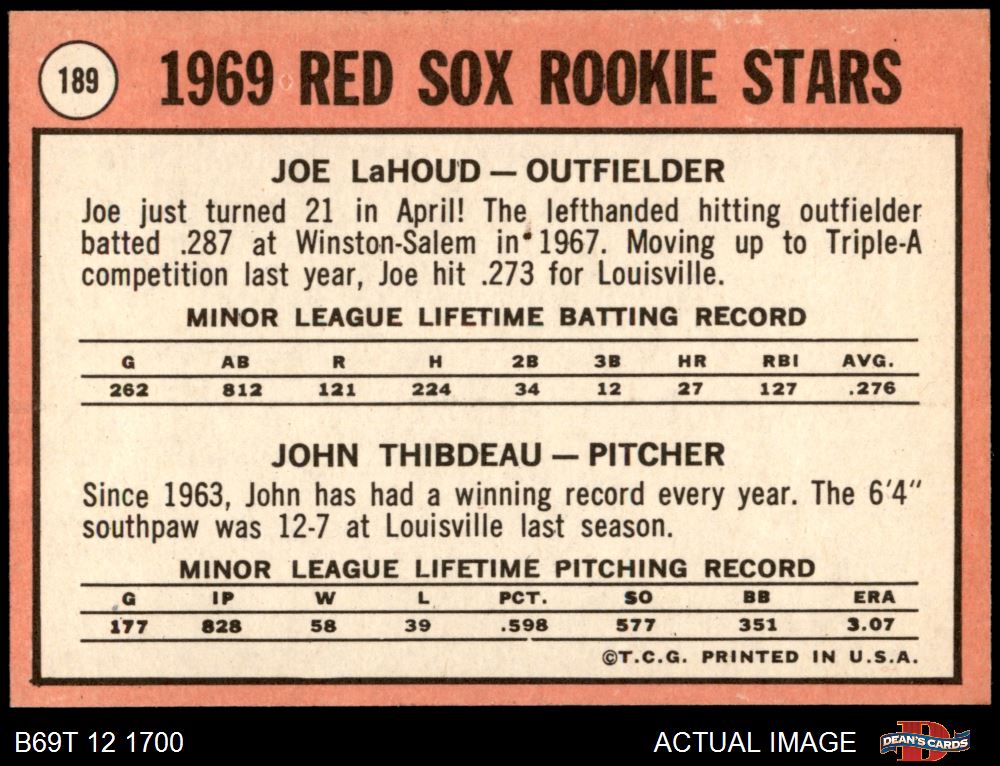 189
1969 RED SOX ROOKIE STARS
JOE LaHOUD — OUTFIELDER
Joe just turned 21 in April! The lefthanded hitting outfielder
batted .287 at Winston-Salem in 1967. Moving up to Triple-A
competition last year, Joe hit .273 for Louisville.
MINOR LEAGUE LIFETIME BATTING RECORD
G AB R H 2B 3B HR RBI AVG.
262 812 121 224 34 12 27 127 .276
JOHN THIBDEAU — PITCHER
Since 1963, John has had a winning record every year. The 6'4"
southpaw was 12-7 at Louisville last season.
MINOR LEAGUE LIFETIME PITCHING RECORD
G IP W L PCT. SO BB ERA
177 828 58 39 .598 577 351 3.07
©T.C.G. PRINTED IN U.S.A.
B69T 12 1700
ACTUAL IMAGE
D
DEAN'S CARDS